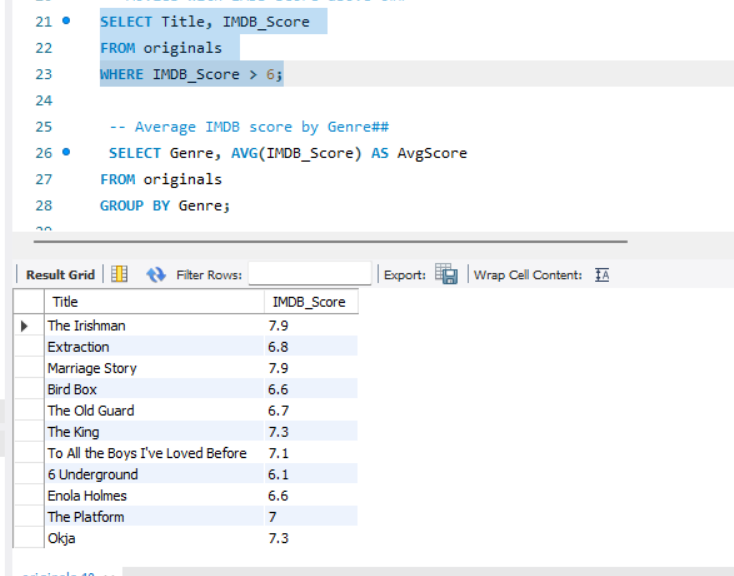 21 SELECT Title, IMDB_Score
22 FROM originals
23 WHERE IMDB_Score > 6;
24
25 -- Average IMDB score by Genre##
26 SELECT Genre, AVG(IMDB_Score) AS AvgScore
27 FROM originals
28 GROUP BY Genre;
Result Grid Filter Rows: Export: Wrap Cell Content: IA
Title IMDB_Score
The Irishman 7.9
Extraction 6.8
Marriage Story 7.9
Bird Box 6.6
The Old Guard 6.7
The King 7.3
To All the Boys I've Loved Before 7.1
6 Underground 6.1
Enola Holmes 6.6
The Platform 7
Okja 7.3